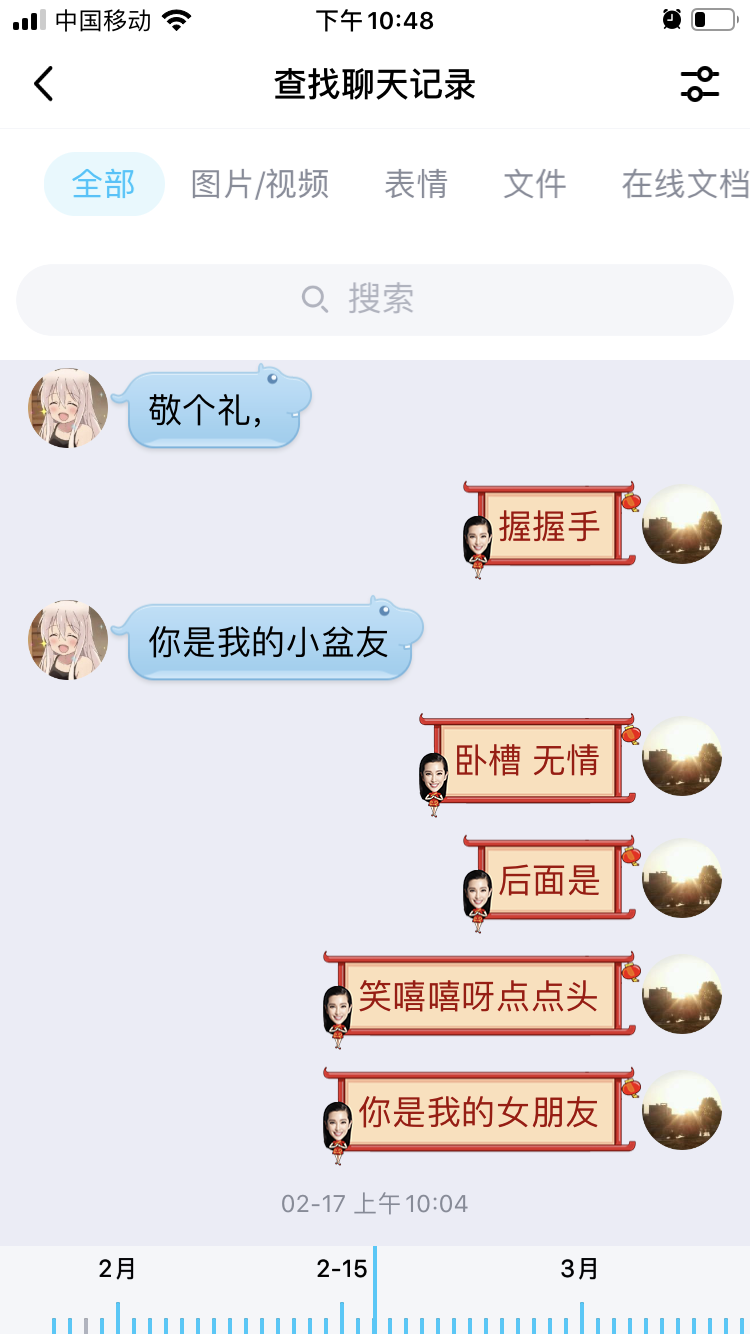 中国移动 下午10:48
查找聊天记录
全部 图片/视频 表情 文件 在线文档
搜索
敬个礼，
握握手
你是我的小盆友
卧槽 无情
后面是
笑嘻嘻呀点点头
你是我的女朋友
02-17 上午10:04
2月 2-15 3月